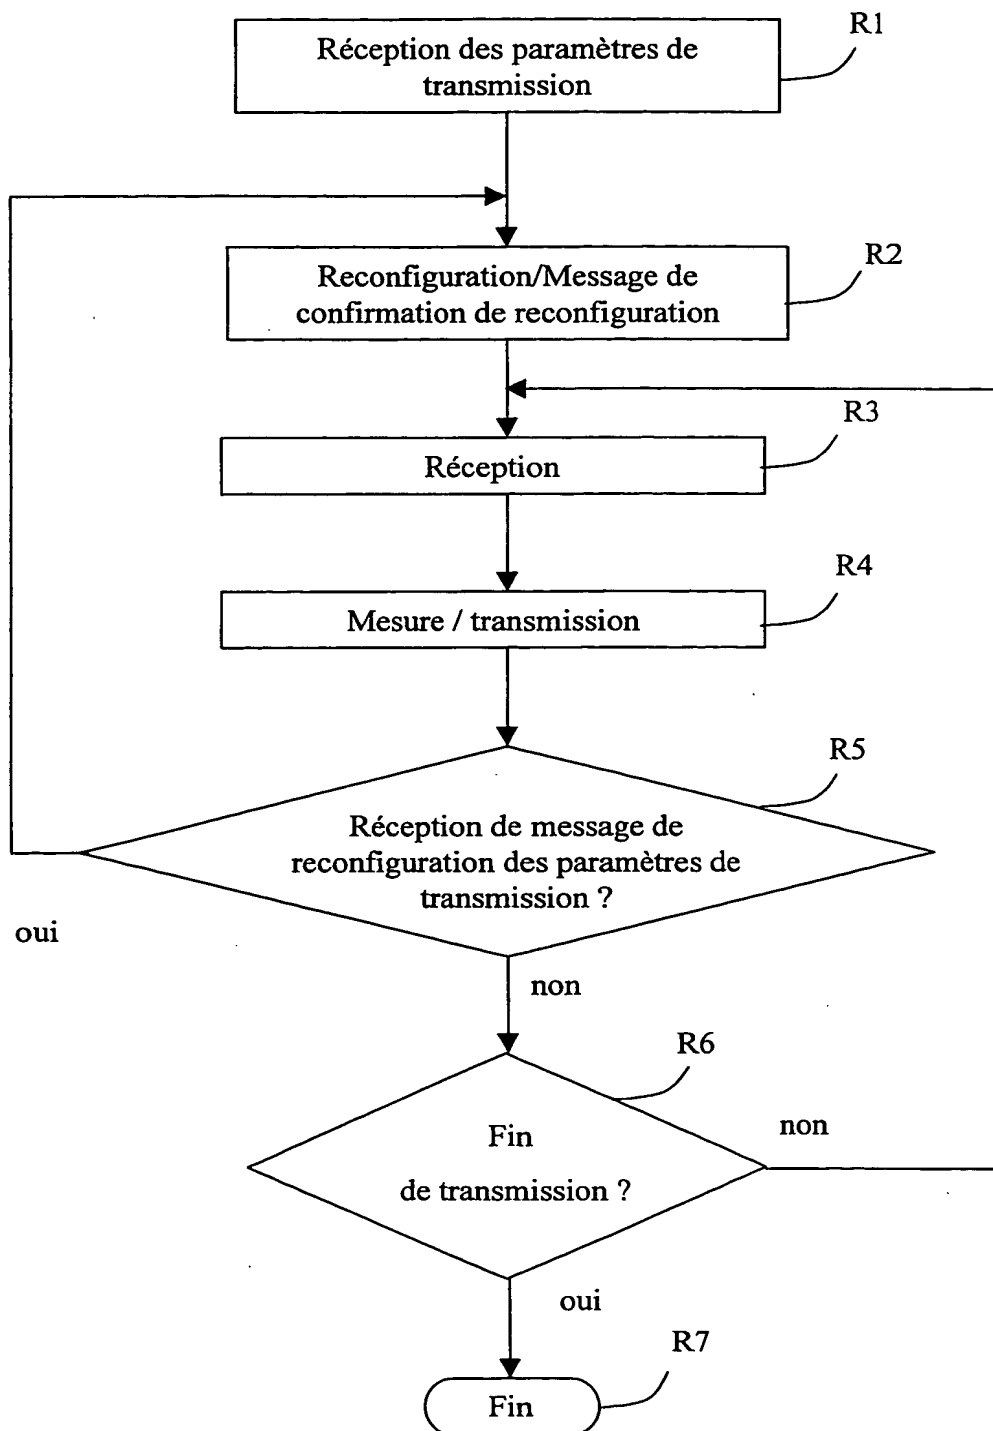 R1
Réception des paramètres de
transmission
R2
Reconfiguration/Message de
confirmation de reconfiguration
R3
Réception
R4
Mesure / transmission
R5
Réception de message de
reconfiguration des paramètres de
transmission ?
oui
non
R6
Fin
de transmission ?
non
oui
R7
Fin